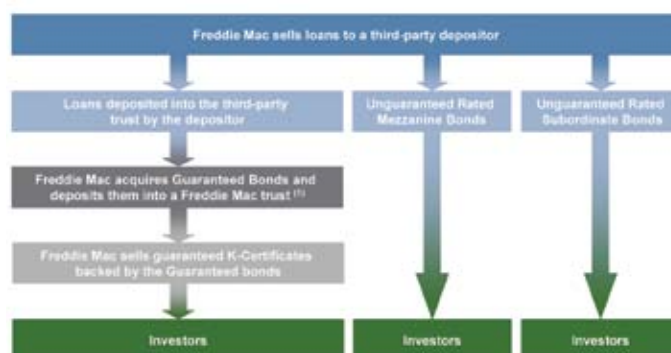 Freddie Mac sells loans to a third-party depositor
Loans deposited into the third-party
trust by the depositor
Unguaranteed Rated
Mezzanine Bonds
Unguaranteed Rated
Subordinate Bonds
Freddie Mac acquires Guaranteed Bonds and
deposits them into a Freddie Mac trust (1)
Freddie Mac sells guaranteed K-Certificates
backed by the Guaranteed bonds
Investors
Investors
Investors